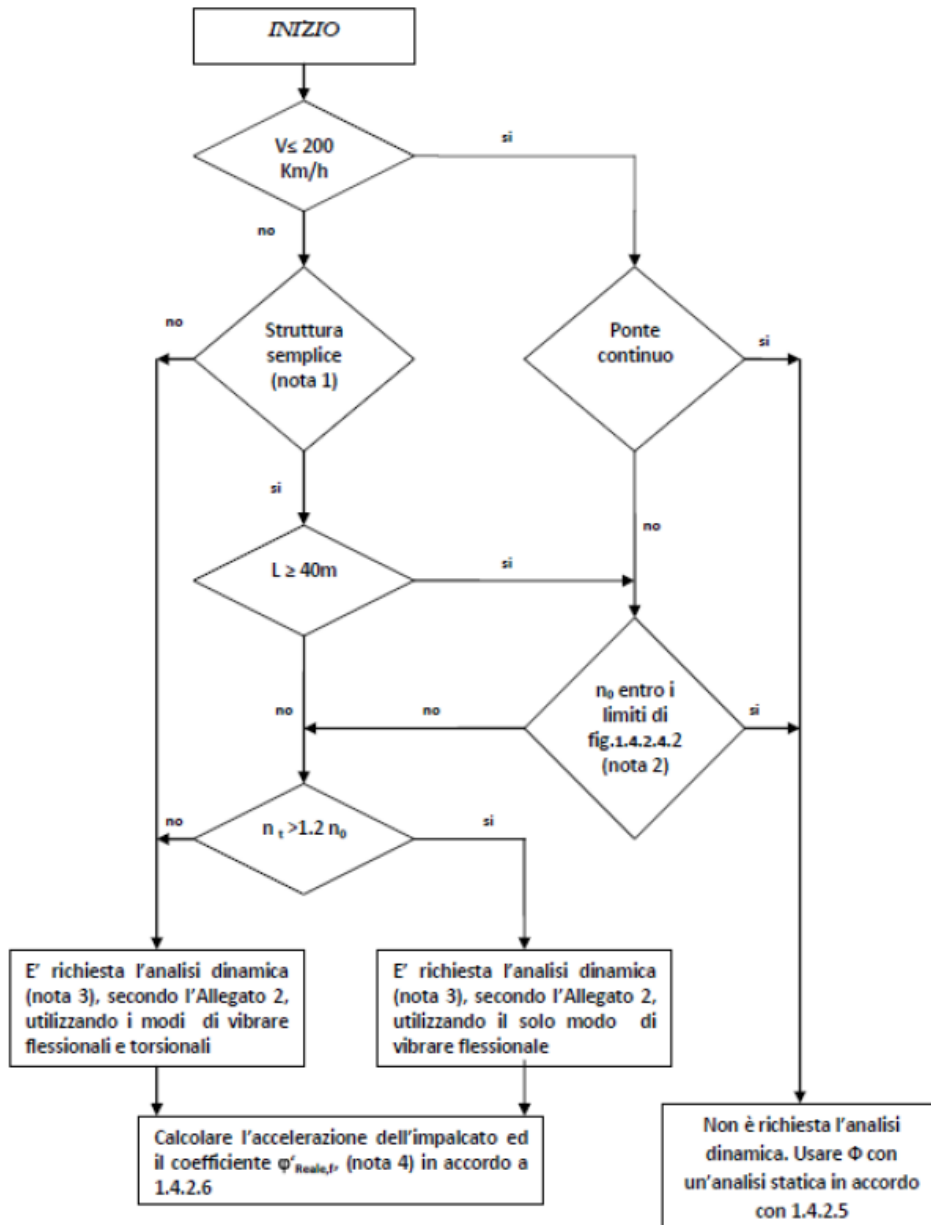 INIZIO
V≤ 200
Km/h
si
no
no
Struttura
semplice
(nota 1)
Ponte
continuo
si
si
no
L ≥ 40m
si
no
no
n₀ entro i
limiti di
fig.1.4.2.4.2
(nota 2)
si
no
n t >1.2 n₀
si
E' richiesta l'analisi dinamica
(nota 3), secondo l'Allegato 2,
utilizzando i modi di vibrare
flessionali e torsionali
E' richiesta l'analisi dinamica
(nota 3), secondo l'Allegato 2,
utilizzando il solo modo di
vibrare flessionale
Calcolare l'accelerazione dell'impalcato ed
il coefficiente φ'Reale,f, (nota 4) in accordo a
1.4.2.6
Non è richiesta l'analisi
dinamica. Usare Φ con
un'analisi statica in accordo
con 1.4.2.5